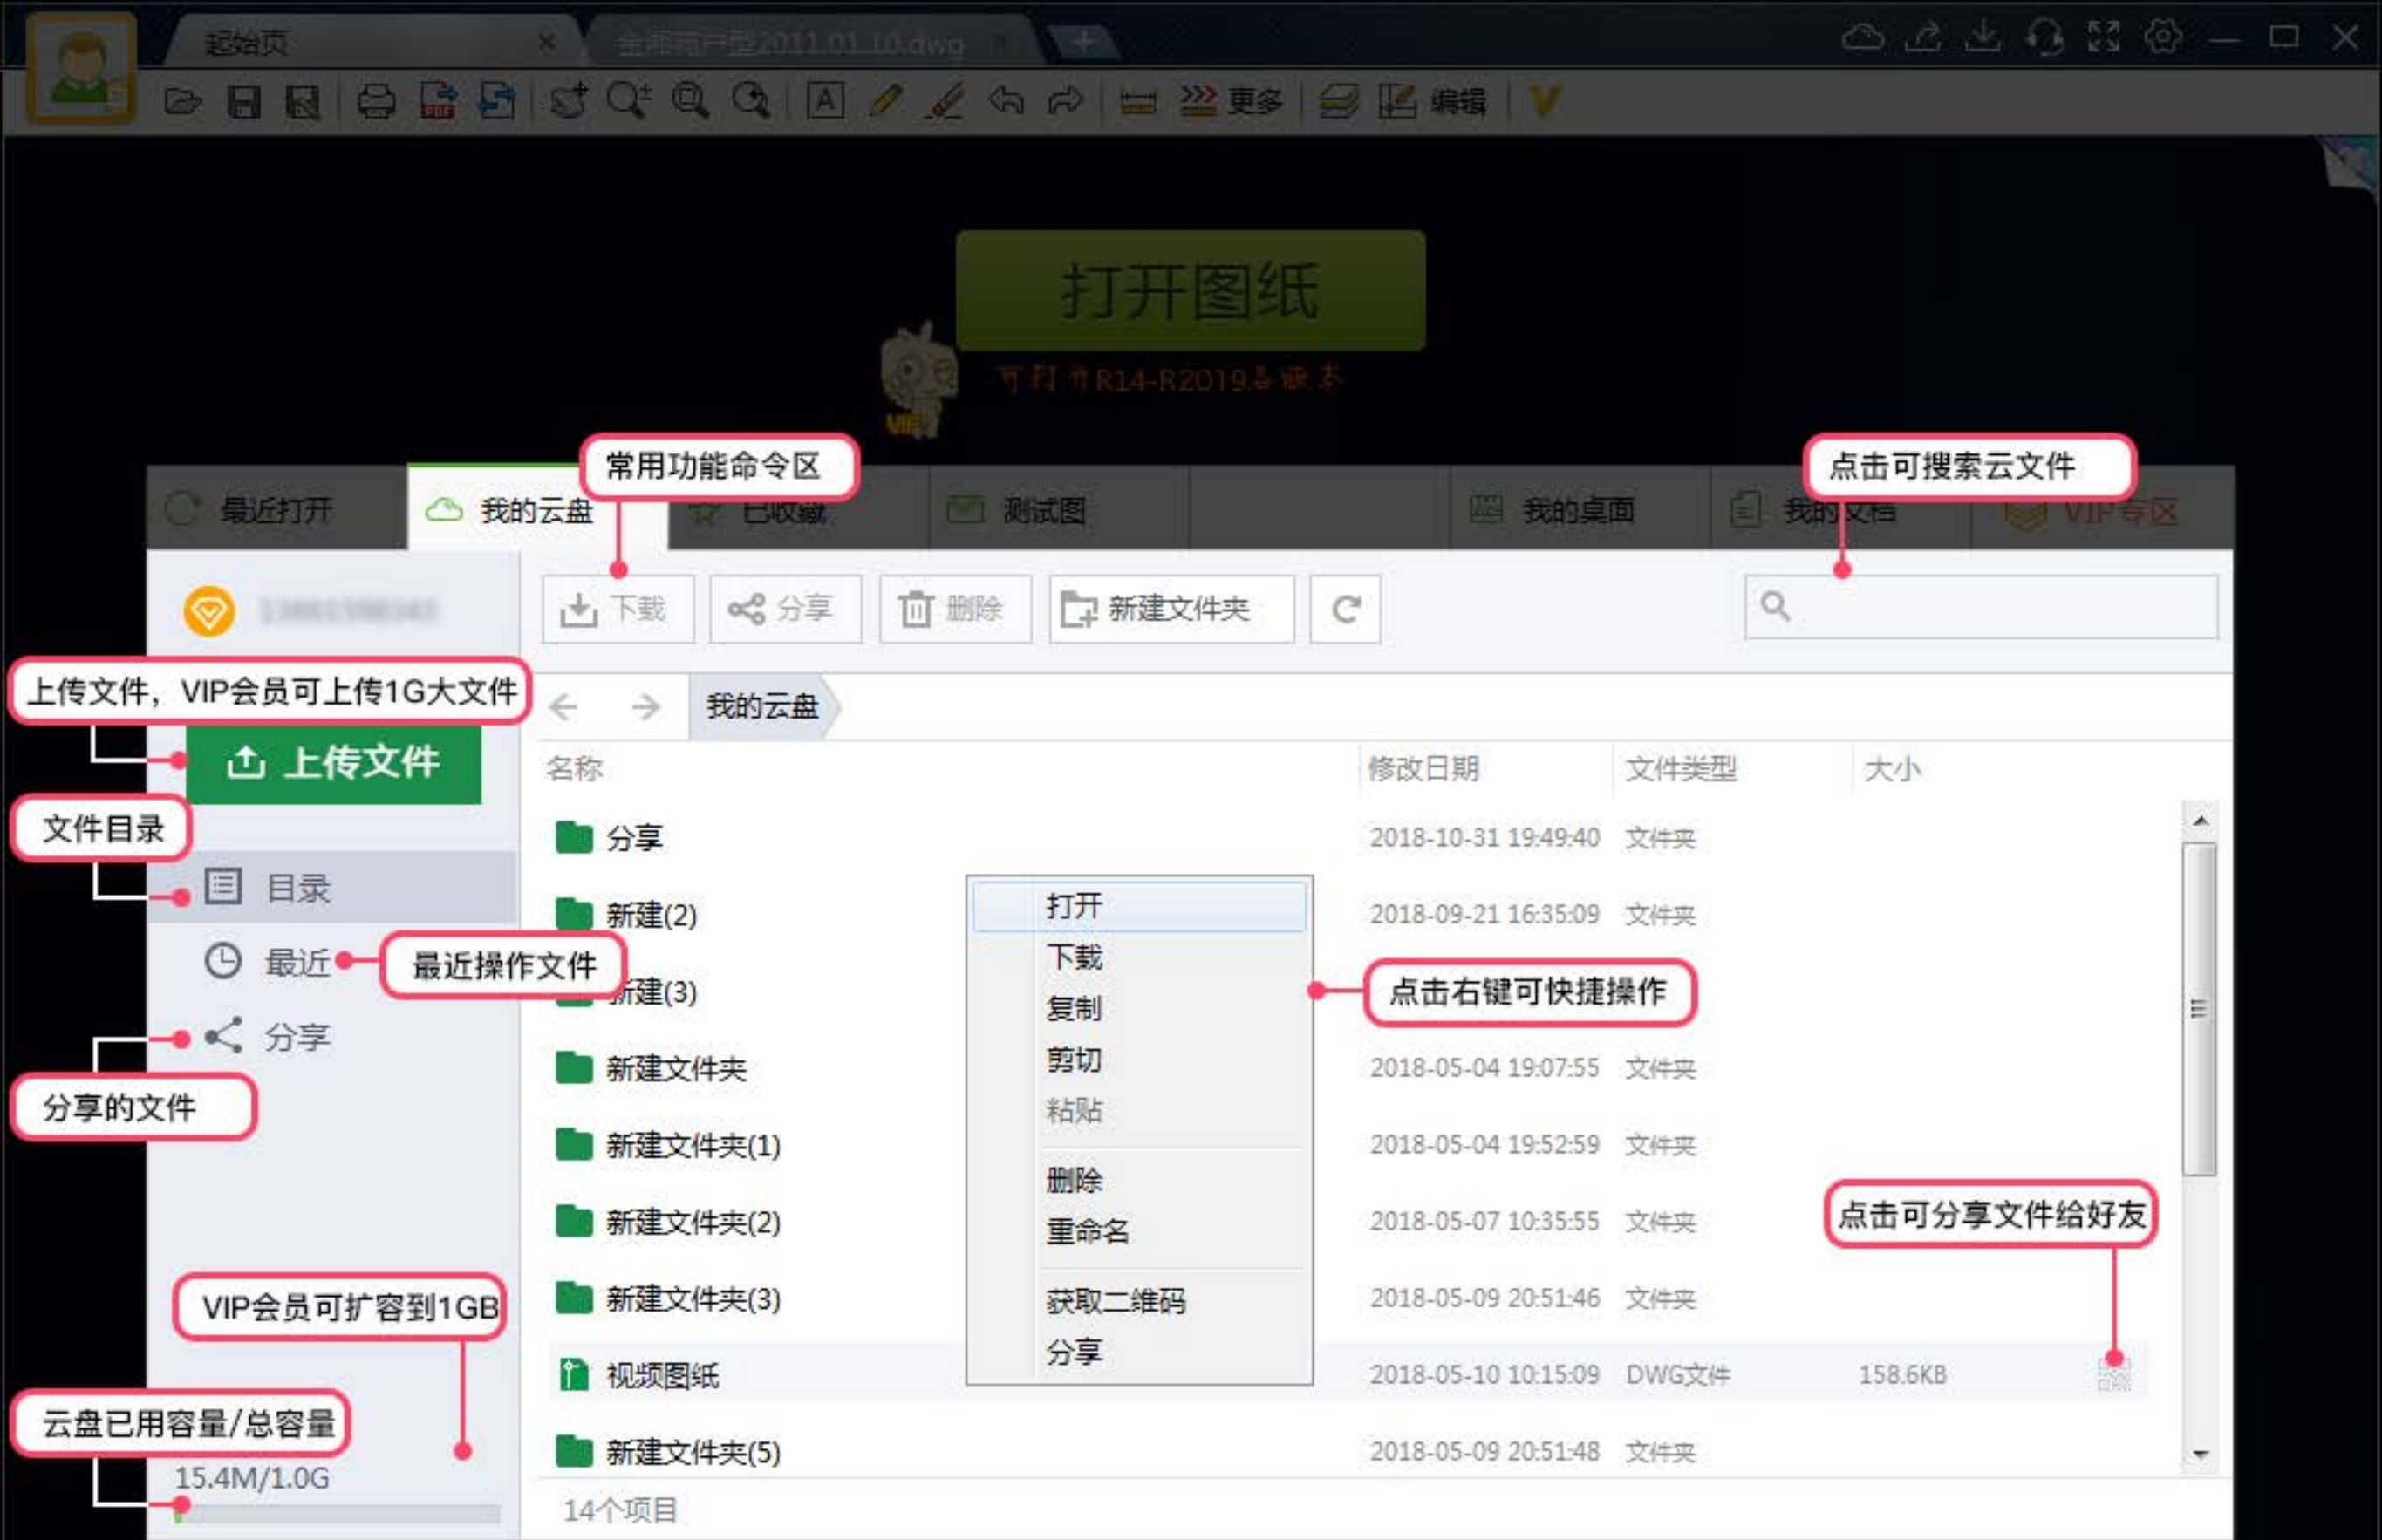 起始页
户型2011.01.10.dwg
PDF
A
更多
编辑
打开图纸
可打开R14-R2019各版本
VIP
常用功能命令区
点击可搜索云文件
最近打开
我的云盘
已收藏
测试图
我的桌面
我的文档
VIP专区
下载
分享
删除
新建文件夹
上传文件，VIP会员可上传1G大文件
我的云盘
上传文件
名称
修改日期
文件类型
大小
文件目录
分享
2018-10-31 19:49:40
文件夹
目录
打开
新建(2)
2018-09-21 16:35:09
文件夹
下载
最近
最近操作文件
新建(3)
点击右键可快捷操作
复制
分享
剪切
新建文件夹
2018-05-04 19:07:55
文件夹
分享的文件
粘贴
新建文件夹(1)
2018-05-04 19:52:59
文件夹
删除
点击可分享文件给好友
新建文件夹(2)
2018-05-07 10:35:55
文件夹
重命名
VIP会员可扩容到1GB
新建文件夹(3)
获取二维码
2018-05-09 20:51:46
文件夹
分享
视频图纸
2018-05-10 10:15:09
DWG文件
158.6KB
云盘已用容量/总容量
新建文件夹(5)
2018-05-09 20:51:48
文件夹
15.4M/1.0G
14个项目